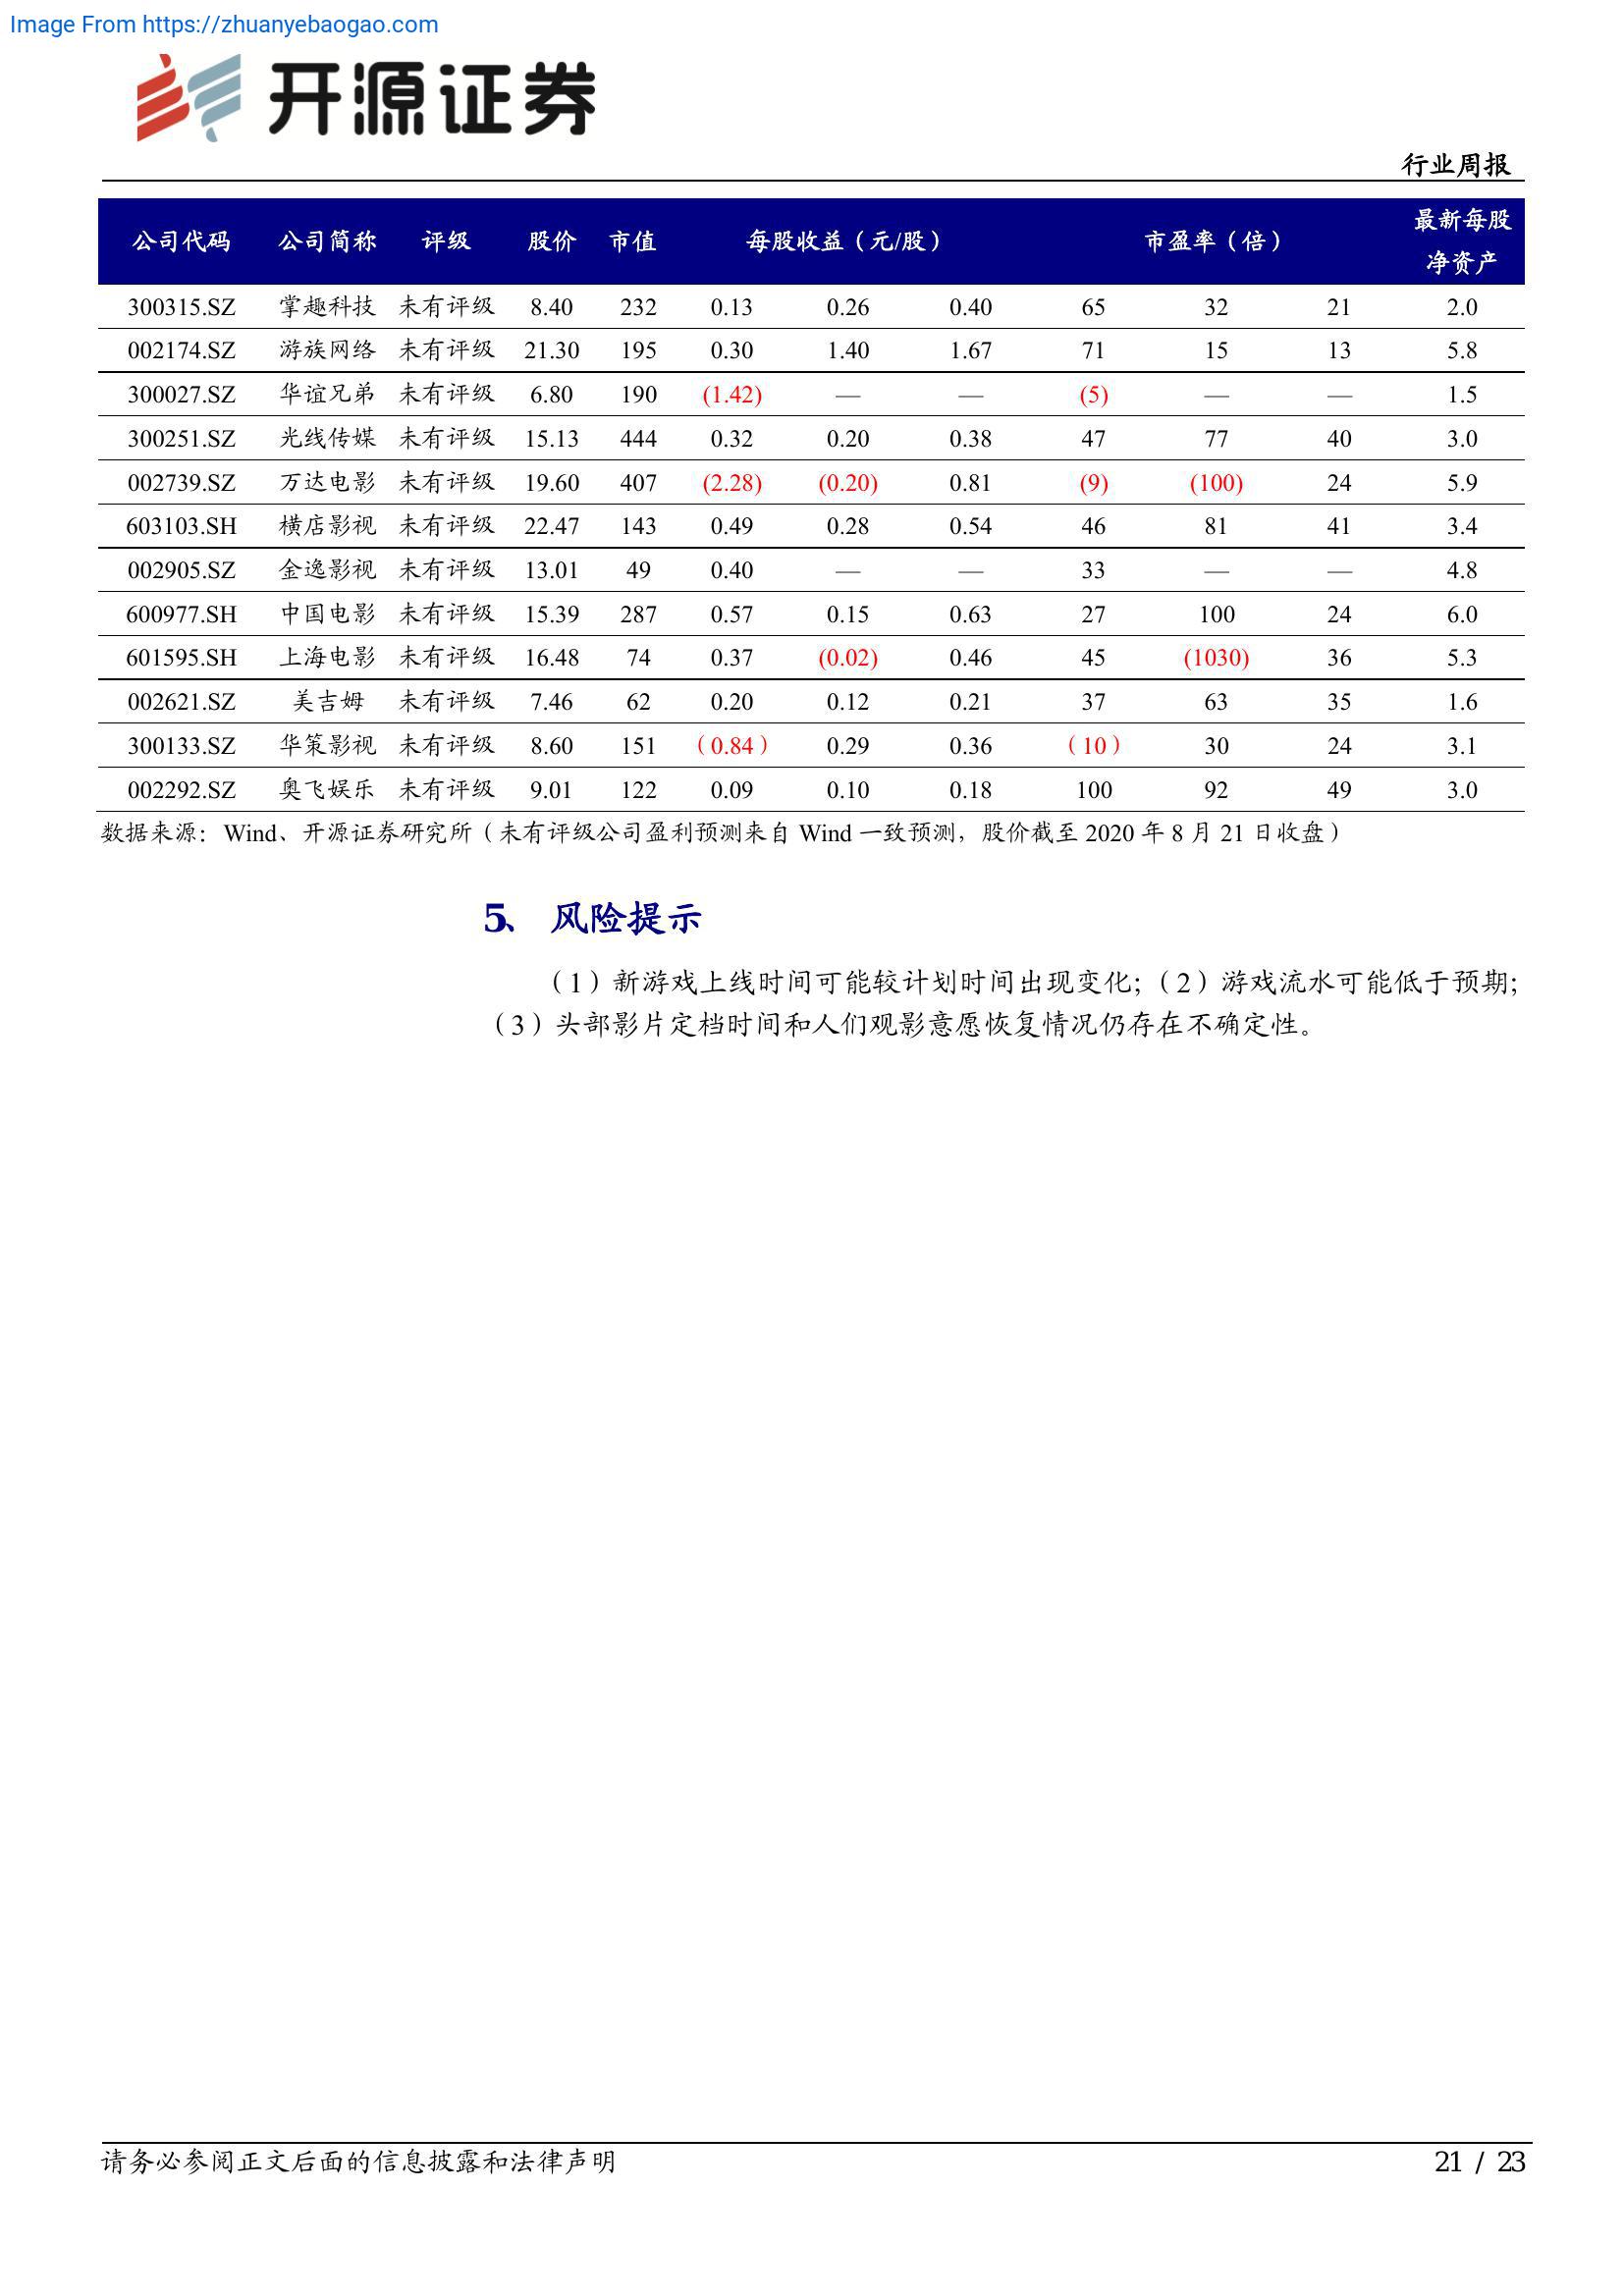 Image From https://zhuanyebaogao.com
开源证券
行业周报
公司代码 公司简称 评级 股价 市值 每股收益（元/股） 市盈率（倍） 最新每股净资产
300315.SZ 掌趣科技 未有评级 8.40 232 0.13 0.26 0.40 65 32 21 2.0
002174.SZ 游族网络 未有评级 21.30 195 0.30 1.40 1.67 71 15 13 5.8
300027.SZ 华谊兄弟 未有评级 6.80 190 (1.42) — — (5) — — 1.5
300251.SZ 光线传媒 未有评级 15.13 444 0.32 0.20 0.38 47 77 40 3.0
002739.SZ 万达电影 未有评级 19.60 407 (2.28) (0.20) 0.81 (9) (100) 24 5.9
603103.SH 横店影视 未有评级 22.47 143 0.49 0.28 0.54 46 81 41 3.4
002905.SZ 金逸影视 未有评级 13.01 49 0.40 — — 33 — — 4.8
600977.SH 中国电影 未有评级 15.39 287 0.57 0.15 0.63 27 100 24 6.0
601595.SH 上海电影 未有评级 16.48 74 0.37 (0.02) 0.46 45 (1030) 36 5.3
002621.SZ 美吉姆 未有评级 7.46 62 0.20 0.12 0.21 37 63 35 1.6
300133.SZ 华策影视 未有评级 8.60 151 （0.84） 0.29 0.36 （10） 30 24 3.1
002292.SZ 奥飞娱乐 未有评级 9.01 122 0.09 0.10 0.18 100 92 49 3.0
数据来源：Wind、开源证券研究所（未有评级公司盈利预测来自 Wind 一致预测，股价截至 2020 年 8 月 21 日收盘）
5、 风险提示
（1）新游戏上线时间可能较计划时间出现变化；（2）游戏流水可能低于预期；
（3）头部影片定档时间和人们观影意愿恢复情况仍存在不确定性。
请务必参阅正文后面的信息披露和法律声明 21 / 23